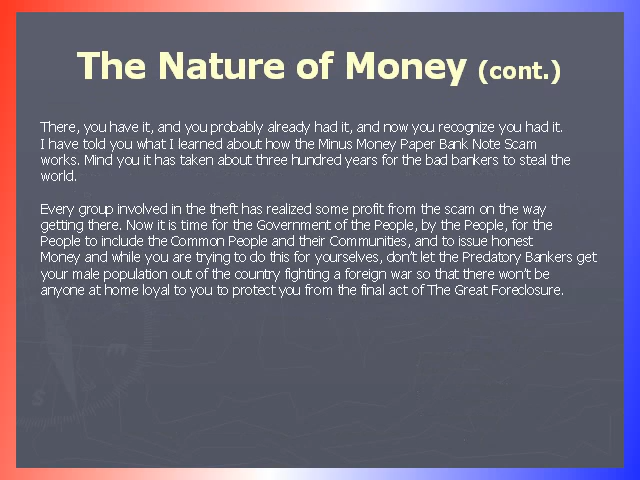 The Nature of Money (cont.)
There, you have it, and you probably already had it, and now you recognize you had it.
I have told you what I learned about how the Minus Money Paper Bank Note Scam
works. Mind you it has taken about three hundred years for the bad bankers to steal the
world.
Every group involved in the theft has realized some profit from the scam on the way
getting there. Now it is time for the Government of the People, by the People, for the
People to include the Common People and their Communities, and to issue honest
Money and while you are trying to do this for yourselves, don't let the Predatory Bankers get
your male population out of the country fighting a foreign war so that there won't be
anyone at home loyal to you to protect you from the final act of The Great Foreclosure.
m
S